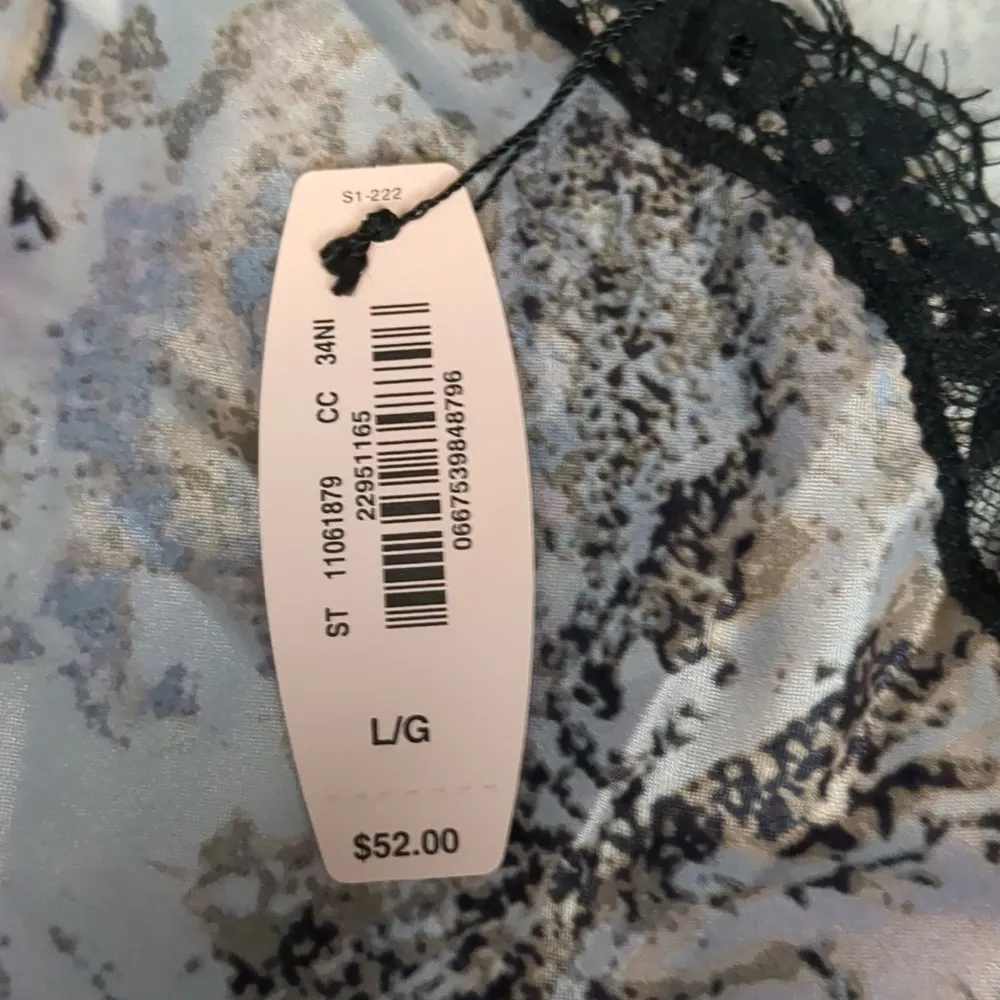 S1-222
ST 11061879 CC 34NI
22951165
0667539848796
L/G
$52.00